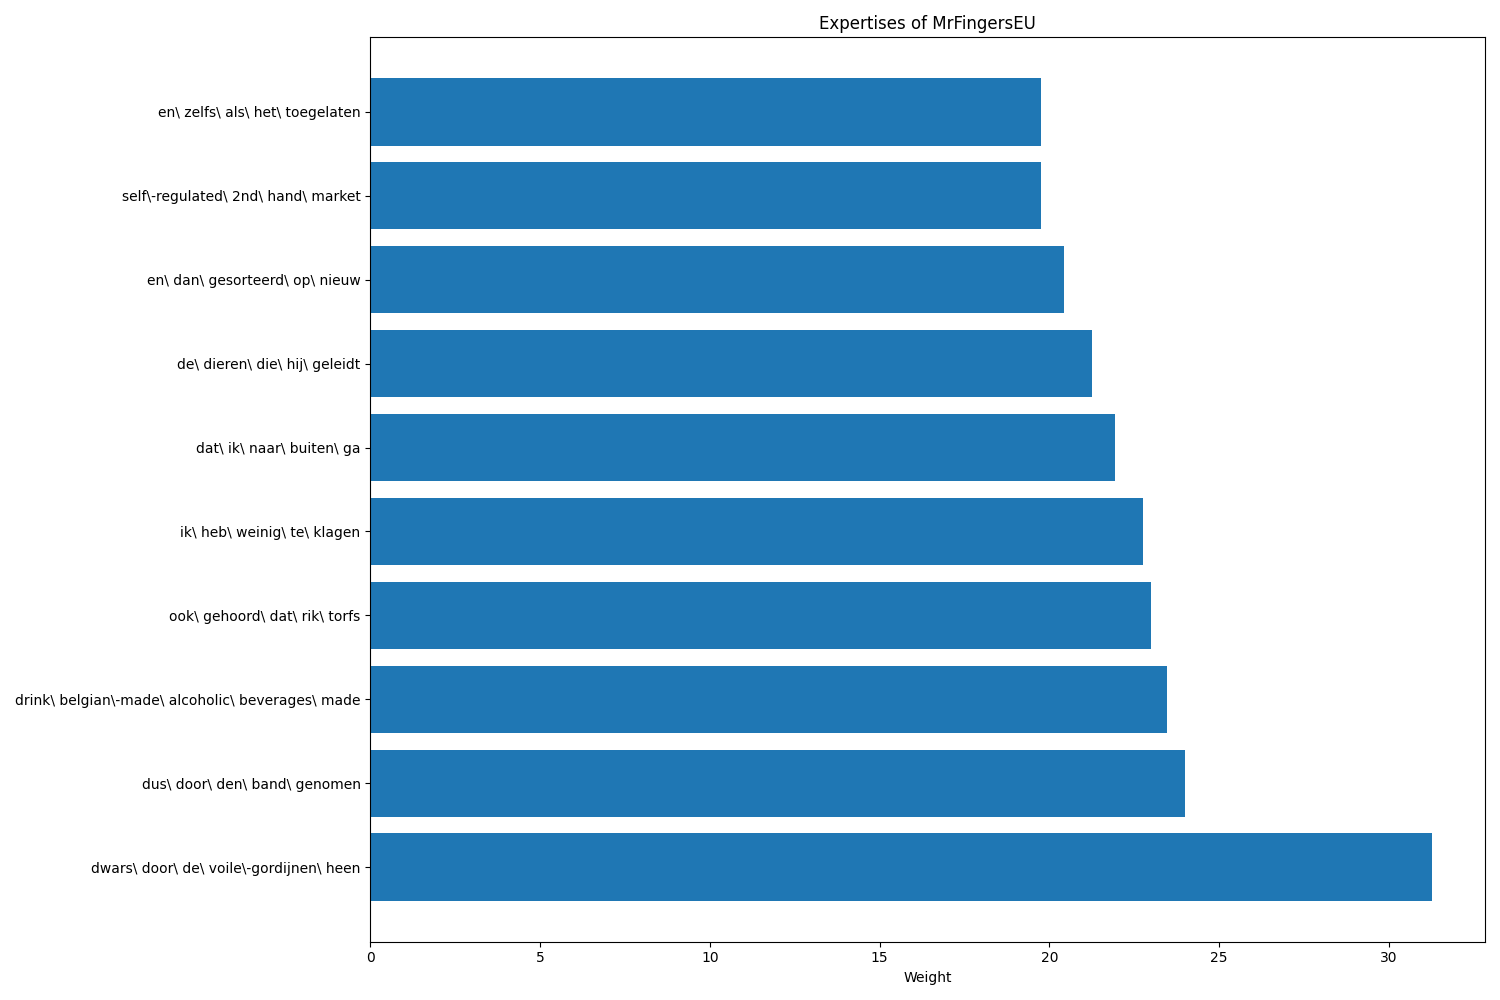 Expertises of MrFingersEU
en\ zelfs\ als\ het\ toegelaten
self\-regulated\ 2nd\ hand\ market
en\ dan\ gesorteerd\ op\ nieuw
de\ dieren\ die\ hij\ geleidt
dat\ ik\ naar\ buiten\ ga
ik\ heb\ weinig\ te\ klagen
ook\ gehoord\ dat\ rik\ torfs
drink\ belgian\-made\ alcoholic\ beverages\ made
dus\ door\ den\ band\ genomen
dwars\ door\ de\ voile\-gordijnen\ heen
0 5 10 15 20 25 30
Weight